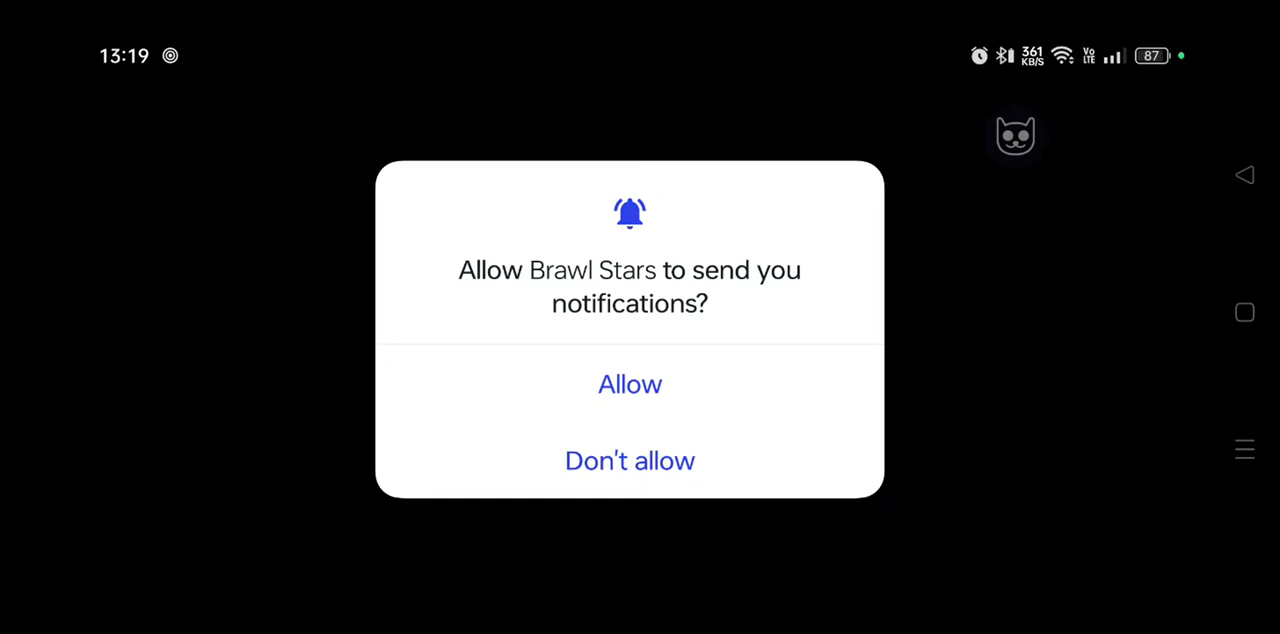 13:19 361 KB/S Vo LTE 87
Allow Brawl Stars to send you
notifications?
Allow
Don't allow